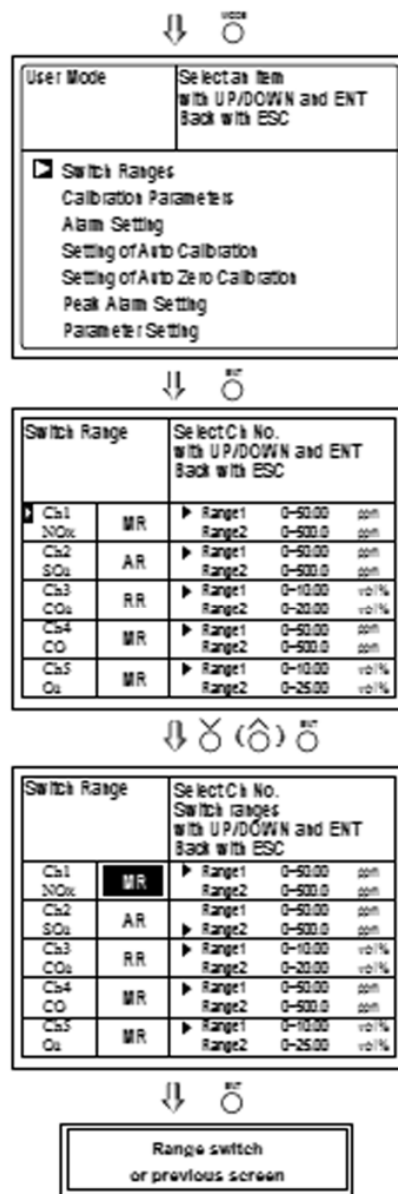 MODE
User Mode
Select an item
with UP/DOWN and ENT
Back with ESC
Switch Ranges
Calibration Parameters
Alarm Setting
Setting of Auto Calibration
Setting of Auto Zero Calibration
Peak Alarm Setting
Parameter Setting
ENT
Switch Range
Select Ch No.
with UP/DOWN and ENT
Back with ESC
Ch1 NOx MR Range1 0-50.00 ppm
Range2 0-500.0 ppm
Ch2 SO2 AR Range1 0-50.00 ppm
Range2 0-500.0 ppm
Ch3 CO2 RR Range1 0-10.00 vol%
Range2 0-20.00 vol%
Ch4 CO MR Range1 0-50.00 ppm
Range2 0-500.0 ppm
Ch5 O2 MR Range1 0-10.00 vol%
Range2 0-25.00 vol%
( ) ENT
Switch Range
Select Ch No.
Switch ranges
with UP/DOWN and ENT
Back with ESC
Ch1 NOx MR Range1 0-50.00 ppm
Range2 0-500.0 ppm
Ch2 SO2 AR Range1 0-50.00 ppm
Range2 0-500.0 ppm
Ch3 CO2 RR Range1 0-10.00 vol%
Range2 0-20.00 vol%
Ch4 CO MR Range1 0-50.00 ppm
Range2 0-500.0 ppm
Ch5 O2 MR Range1 0-10.00 vol%
Range2 0-25.00 vol%
ENT
Range switch
or previous screen